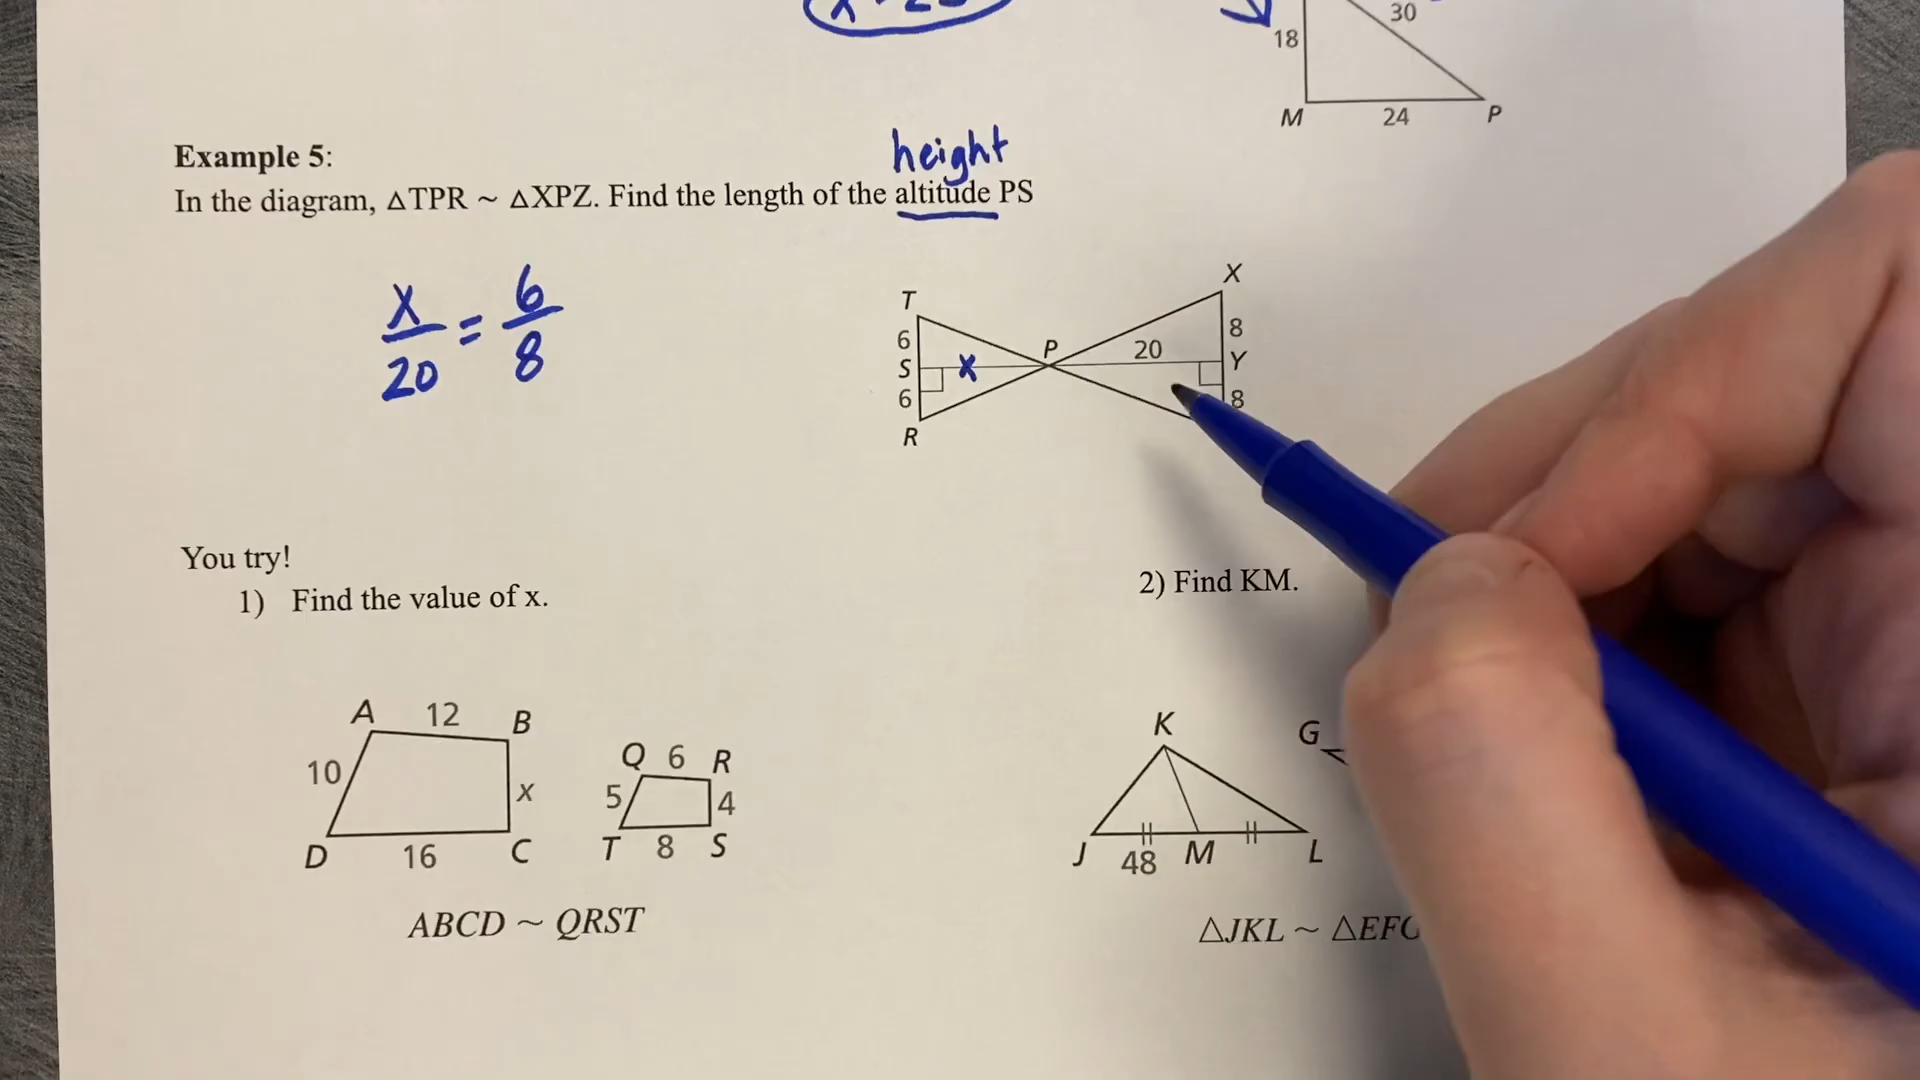 30
18
M 24 P
height
Example 5:
In the diagram, △TPR ~ △XPZ. Find the length of the altitude PS
x/20 = 6/8
T
6
S x
6
R
P 20
X
8
Y
8
You try!
1) Find the value of x.
2) Find KM.
A 12 B
10 x
D 16 C
Q 6 R
5 4
T 8 S
ABCD ~ QRST
K
J 48 M L
G
△JKL ~ △EF